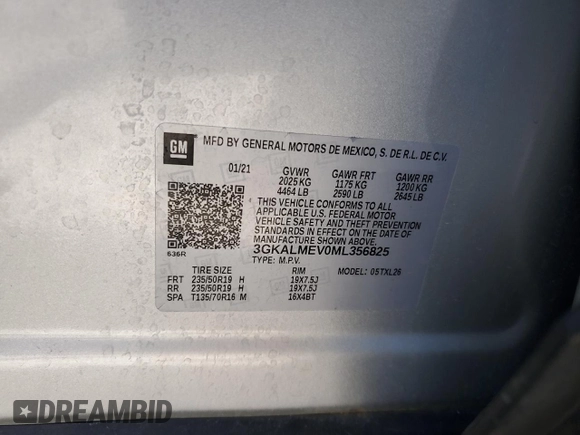 GM
MFD BY GENERAL MOTORS DE MEXICO, S. DE R.L. DE C.V.
01/21 GVWR GAWR FRT GAWR RR
2025 KG 1175 KG 1200 KG
4464 LB 2590 LB 2645 LB
THIS VEHICLE CONFORMS TO ALL
APPLICABLE U.S. FEDERAL MOTOR
VEHICLE SAFETY AND THEFT PREVENTION
STANDARDS IN EFFECT ON THE DATE OF
MANUFACTURE SHOWN ABOVE.
3GKALMEV0ML356825
636R TYPE: M.P.V. MODEL: 05TXL26
TIRE SIZE RIM
FRT 235/50R19 H 19X7.5J
RR 235/50R19 H 19X7.5J
SPA T135/70R16 M 16X4BT
DREAMBID